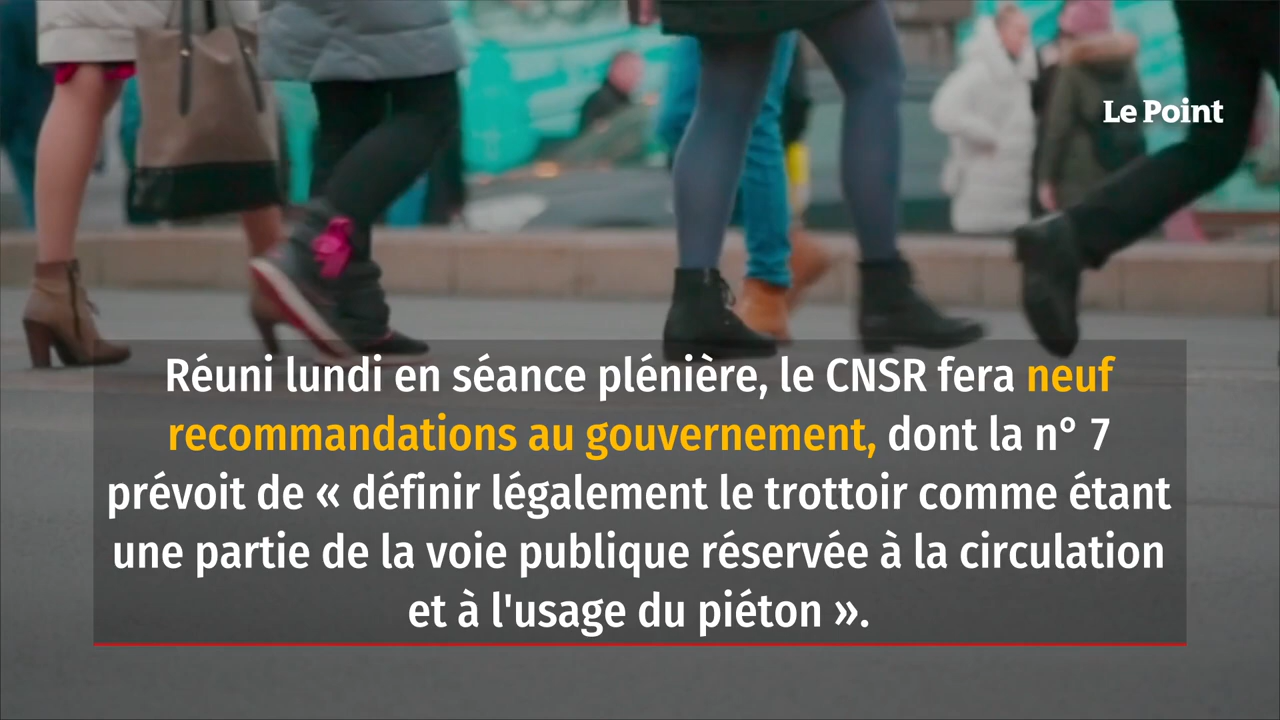 Le Point
Réuni lundi en séance plénière, le CNSR fera neuf
recommandations au gouvernement, dont la n° 7
prévoit de « définir légalement le trottoir comme étant
une partie de la voie publique réservée à la circulation
et à l'usage du piéton ».